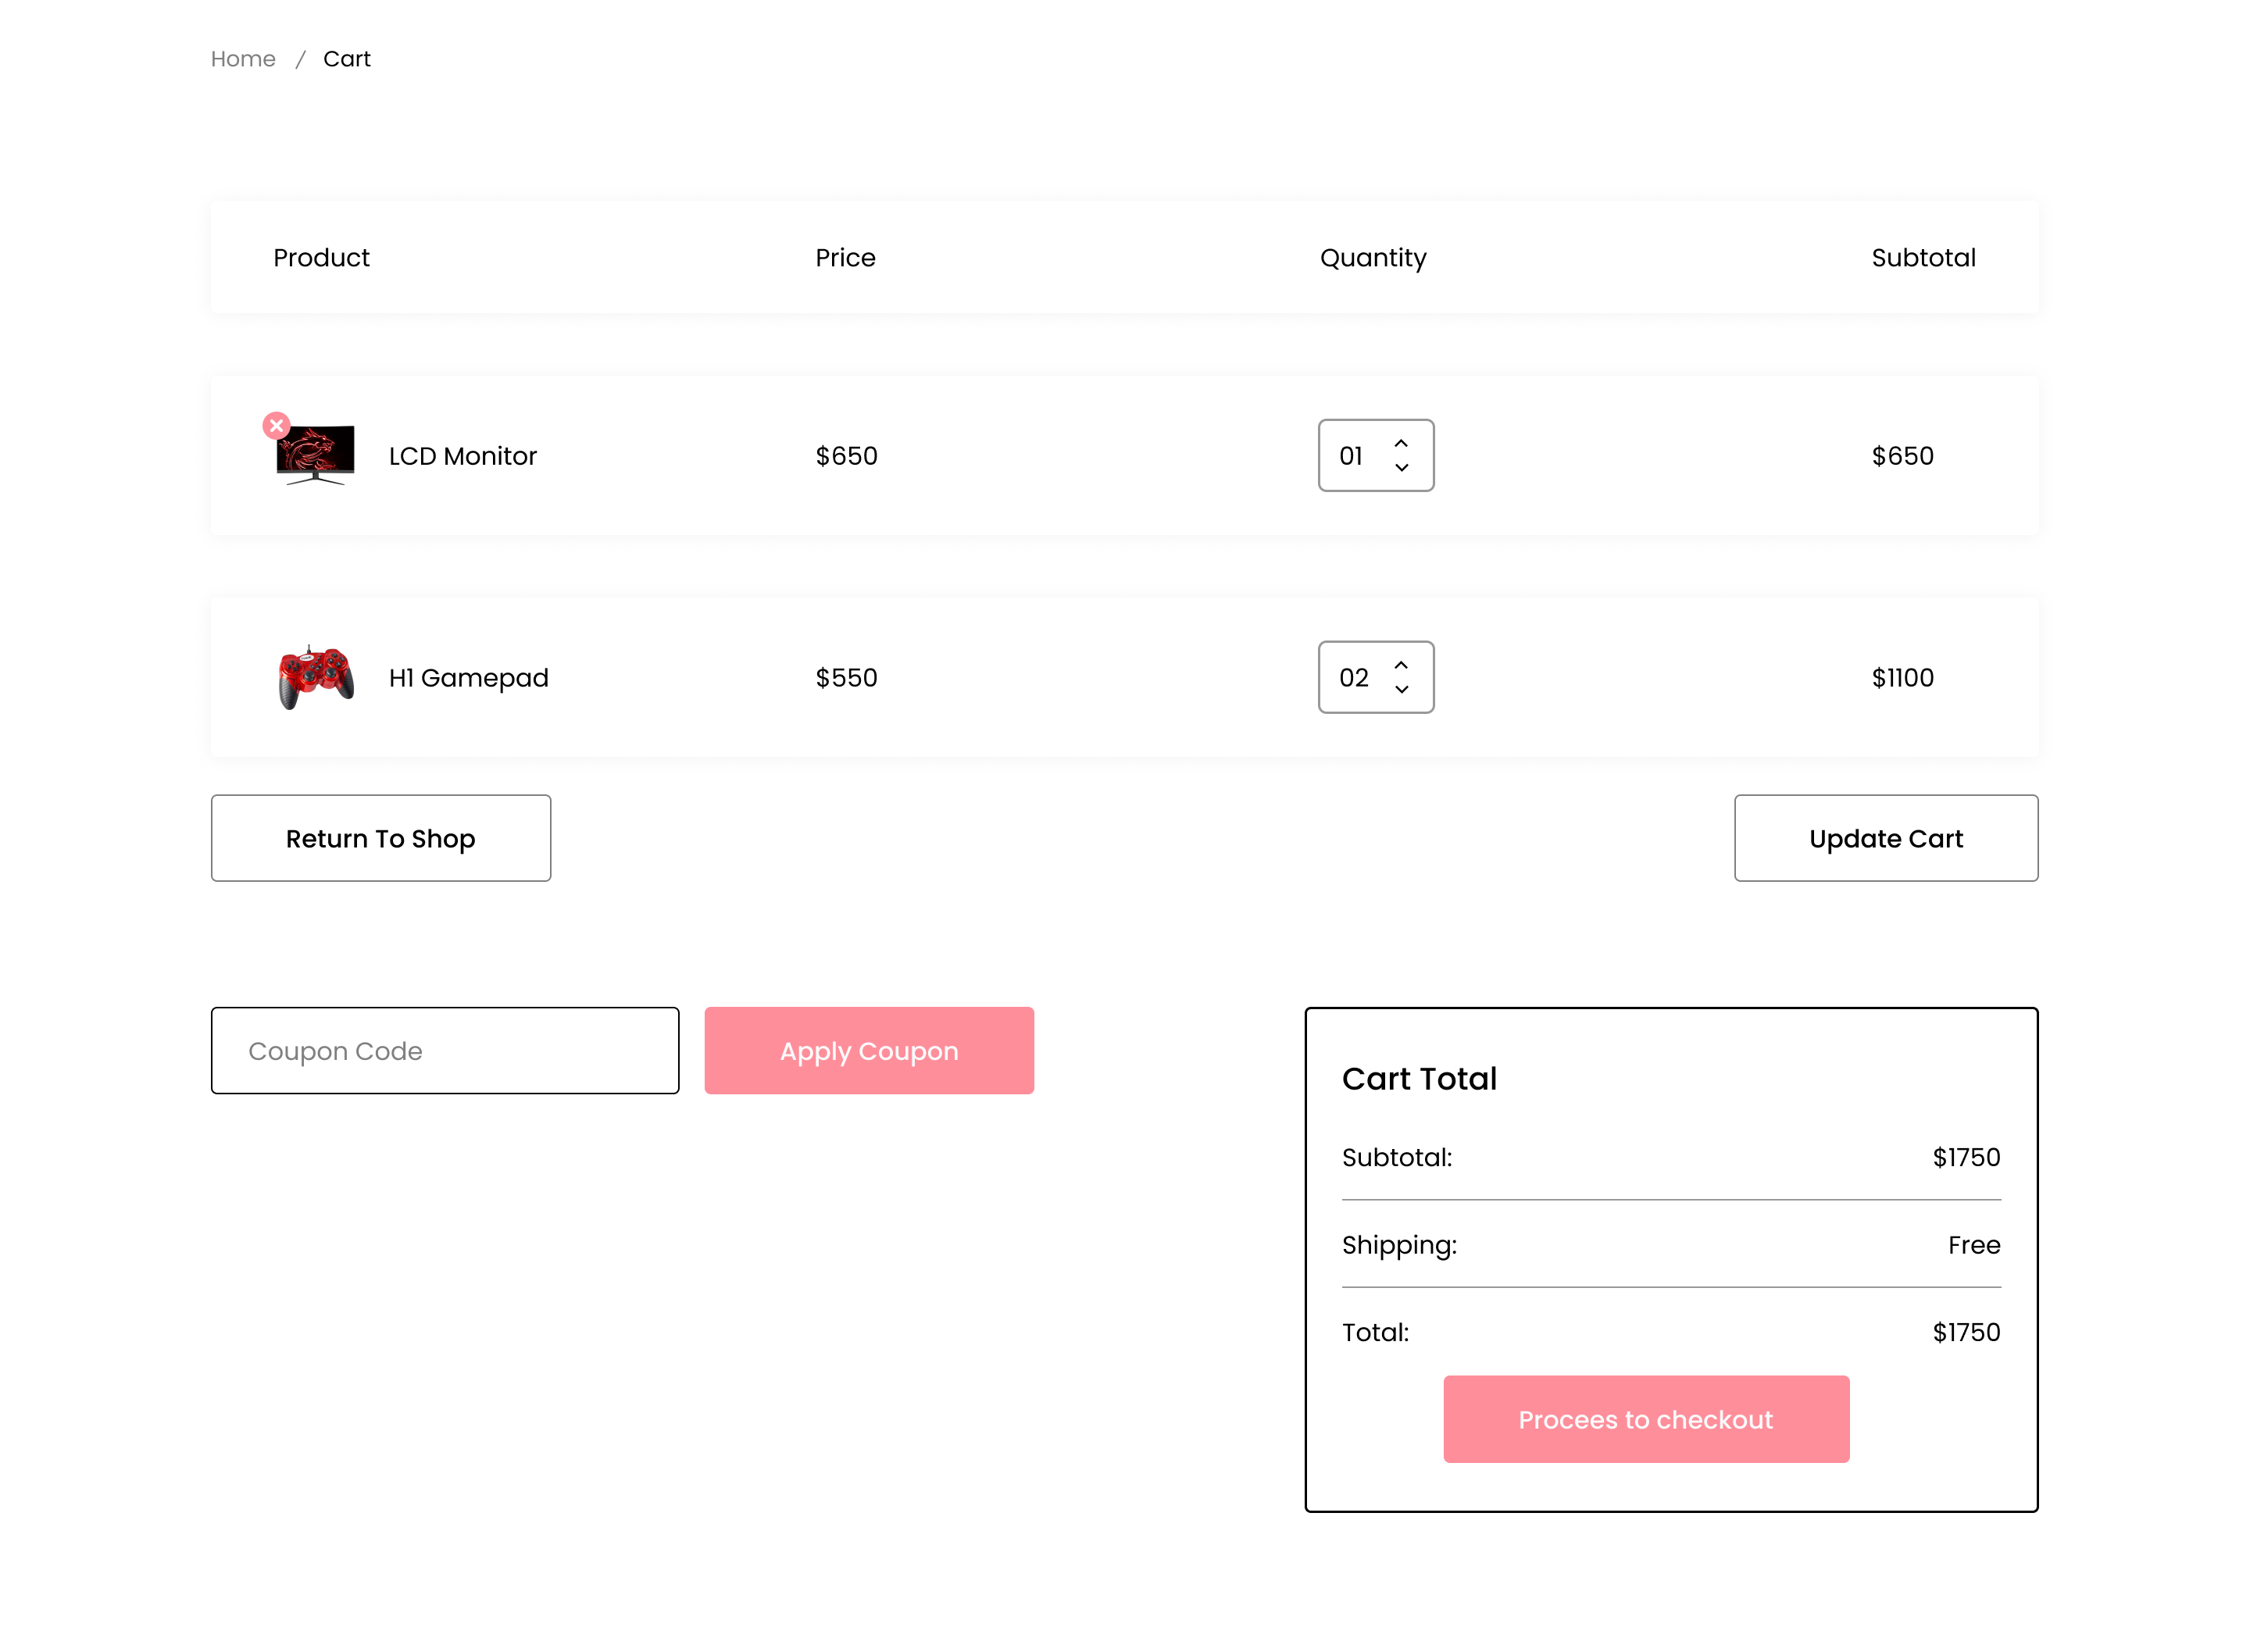 Home / Cart
Product Price Quantity Subtotal
LCD Monitor $650 01 $650
H1 Gamepad $550 02 $1100
Return To Shop Update Cart
Coupon Code Apply Coupon
Cart Total
Subtotal: $1750
Shipping: Free
Total: $1750
Procees to checkout